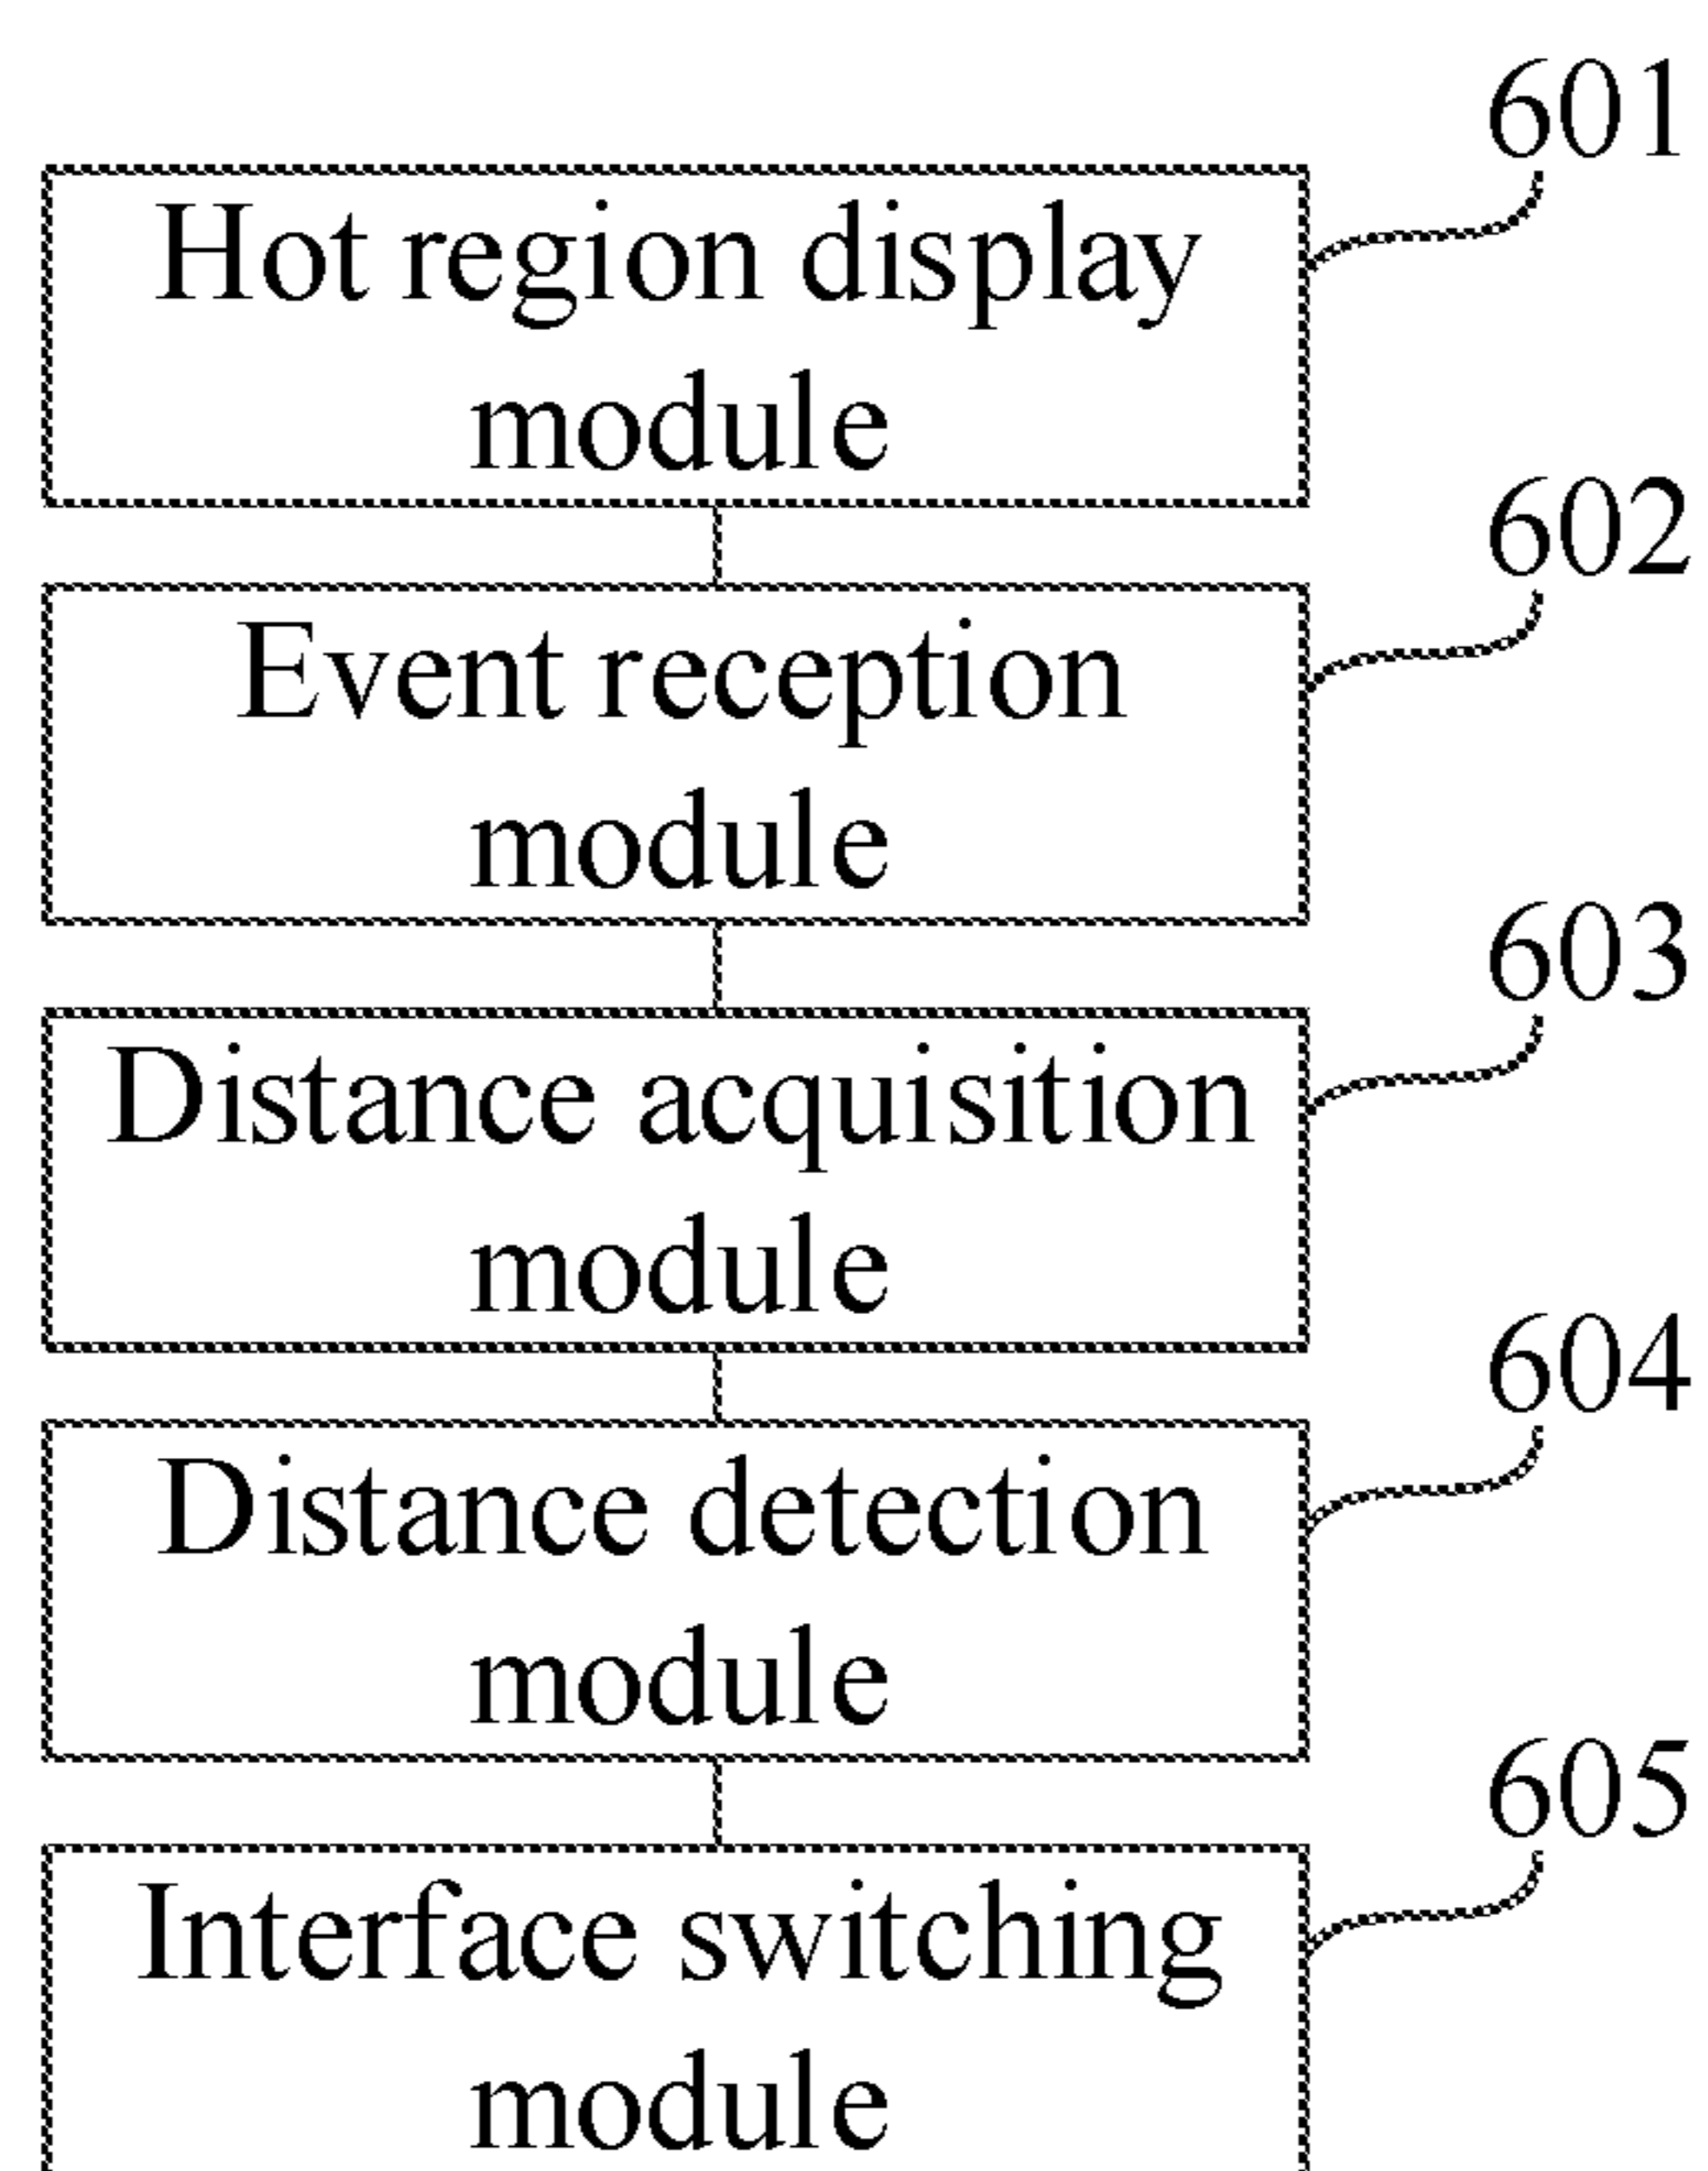 601
Hot region display
module
602
Event reception
module
603
Distance acquisition
module
604
Distance detection
module
605
Interface switching
module